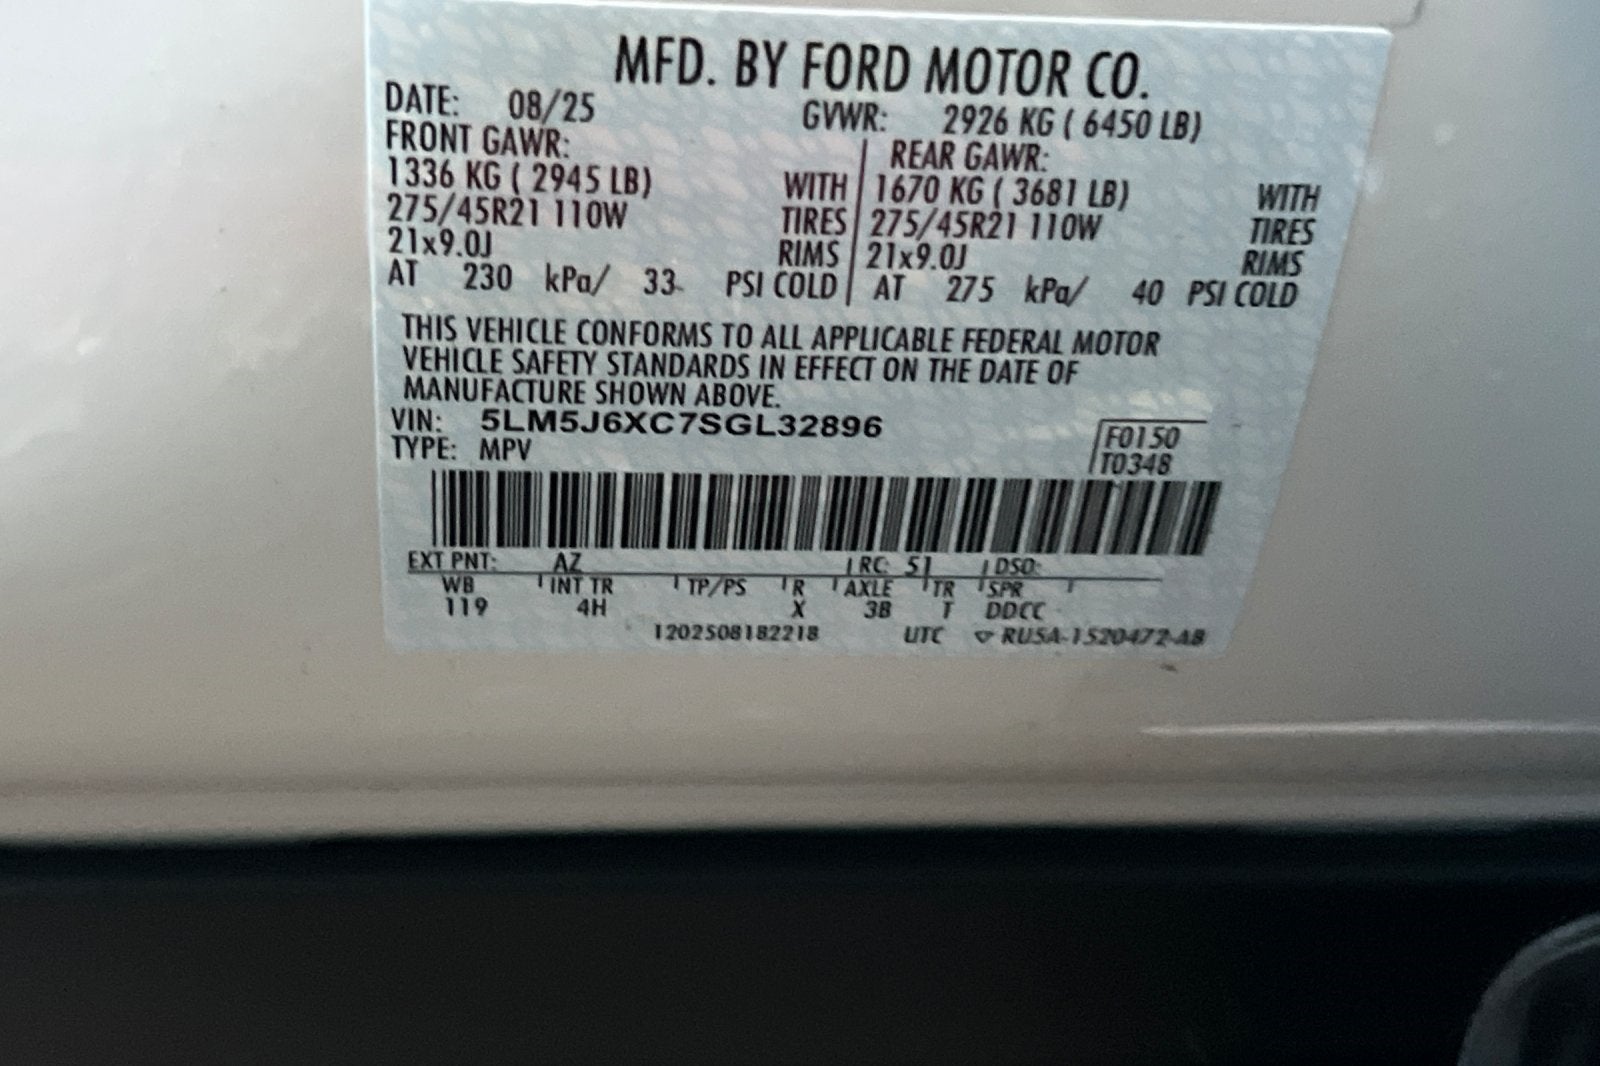 MFD. BY FORD MOTOR CO.
DATE: 08/25 GVWR: 2926 KG ( 6450 LB)
FRONT GAWR: REAR GAWR:
1336 KG ( 2945 LB) WITH 1670 KG ( 3681 LB) WITH
275/45R21 110W TIRES 275/45R21 110W TIRES
21x9.0J RIMS 21x9.0J RIMS
AT 230 kPa/ 33 PSI COLD AT 275 kPa/ 40 PSI COLD
THIS VEHICLE CONFORMS TO ALL APPLICABLE FEDERAL MOTOR
VEHICLE SAFETY STANDARDS IN EFFECT ON THE DATE OF
MANUFACTURE SHOWN ABOVE.
VIN: 5LM5J6XC7SGL32896
F0150
TYPE: MPV
T0348
EXT PNT: AZ RC: 51 DSO:
WB INT TR TP/PS R AXLE TR SPR
119 4H X 3B T DDCC
1202508182218 UTC ▽ RU5A-1520472-AB